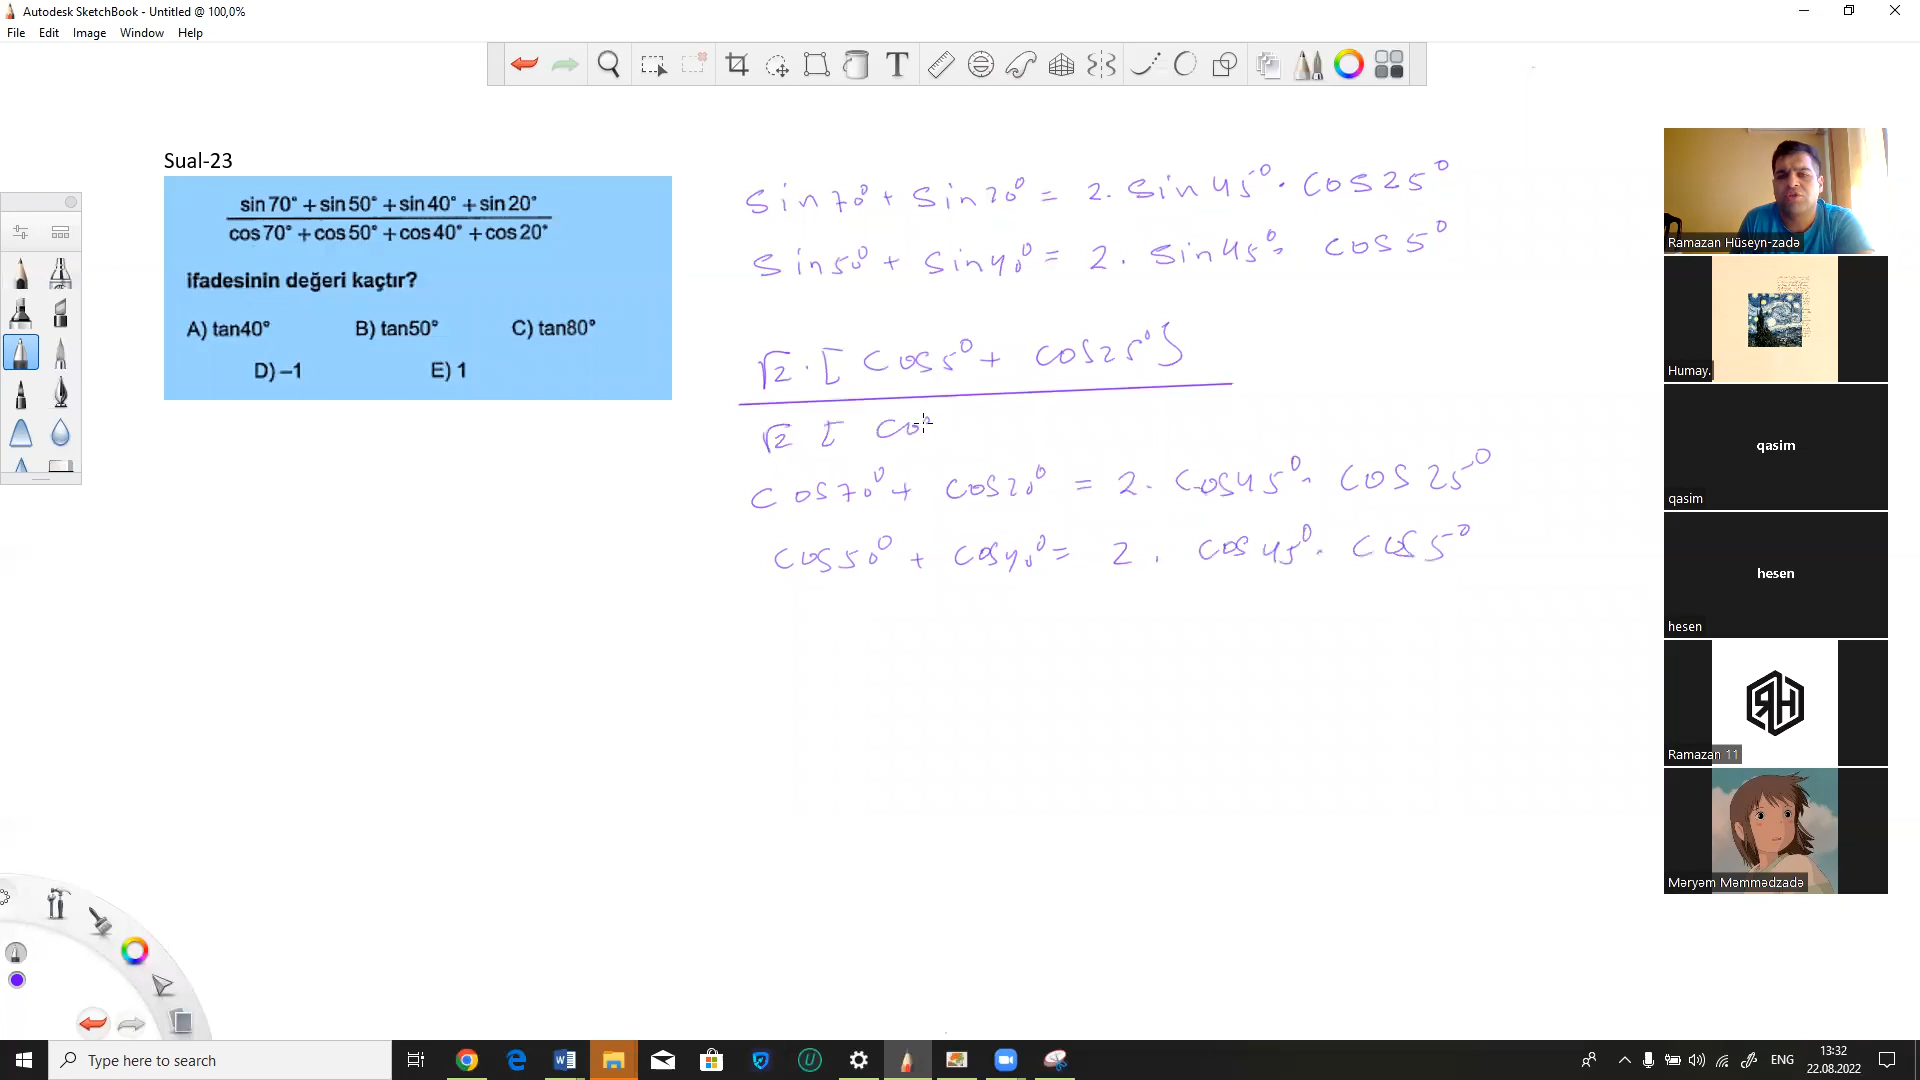 Autodesk SketchBook - Untitled @ 100,0%
File Edit Image Window Help
Sual-23
sin 70° + sin 50° + sin 40° + sin 20°
cos 70° + cos 50° + cos 40° + cos 20°
ifadesinin değeri kaçtır?
A) tan40° B) tan50° C) tan80°
D) –1 E) 1
sin70° + sin20° = 2. sin45°. cos25°
sin50° + sin40° = 2. sin45°. cos5°
√2 . [ cos5° + cos25° ]
√2 [ cos
cos70° + cos20° = 2. cos45°. cos25°
cos50° + cos40° = 2 . cos45°. cos5°
Ramazan Hüseyn-zadə
Humay.
qasim
qasim
hesen
hesen
RH
Ramazan 11
Məryəm Məmmədzadə
Type here to search
ENG
13:32
22.08.2022